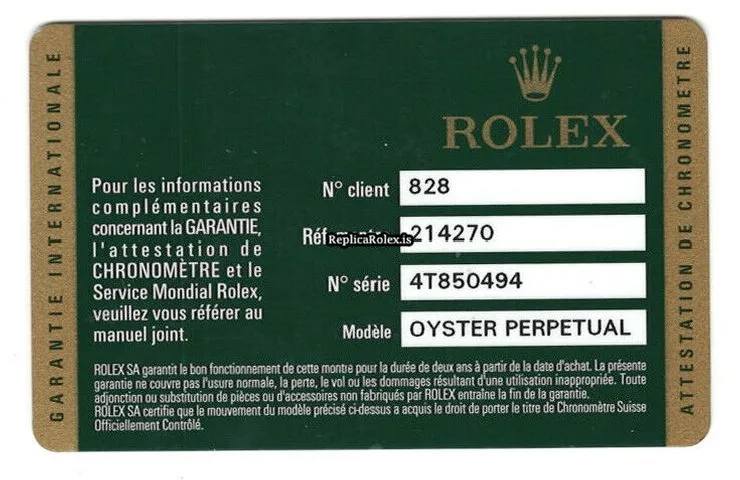 GARANTIE INTERNATIONALE
ROLEX
ATTESTATION DE CHRONOMETRE
Pour les informations
complémentaires
concernant la GARANTIE,
l'attestation de
CHRONOMÈTRE et le
Service Mondial Rolex,
veuillez vous référer au
manuel joint.
N° client 828
214270
ReplicaRolex.is
N° série 4T850494
Modèle OYSTER PERPETUAL
ROLEX SA garantit le bon fonctionnement de cette montre pour la durée de deux ans à partir de la date d'achat. La présente
garantie ne couvre pas l'usure normale, la perte, le vol ou les dommages résultant d'une utilisation inappropriée. Toute
adjonction ou substitution de pièces ou d'accessoires non fabriqués par ROLEX entraîne la fin de la garantie.
ROLEX SA certifie que le mouvement du modèle précisé ci-dessus a acquis le droit de porter le titre de Chronomètre Suisse
Officiellement Contrôlé.